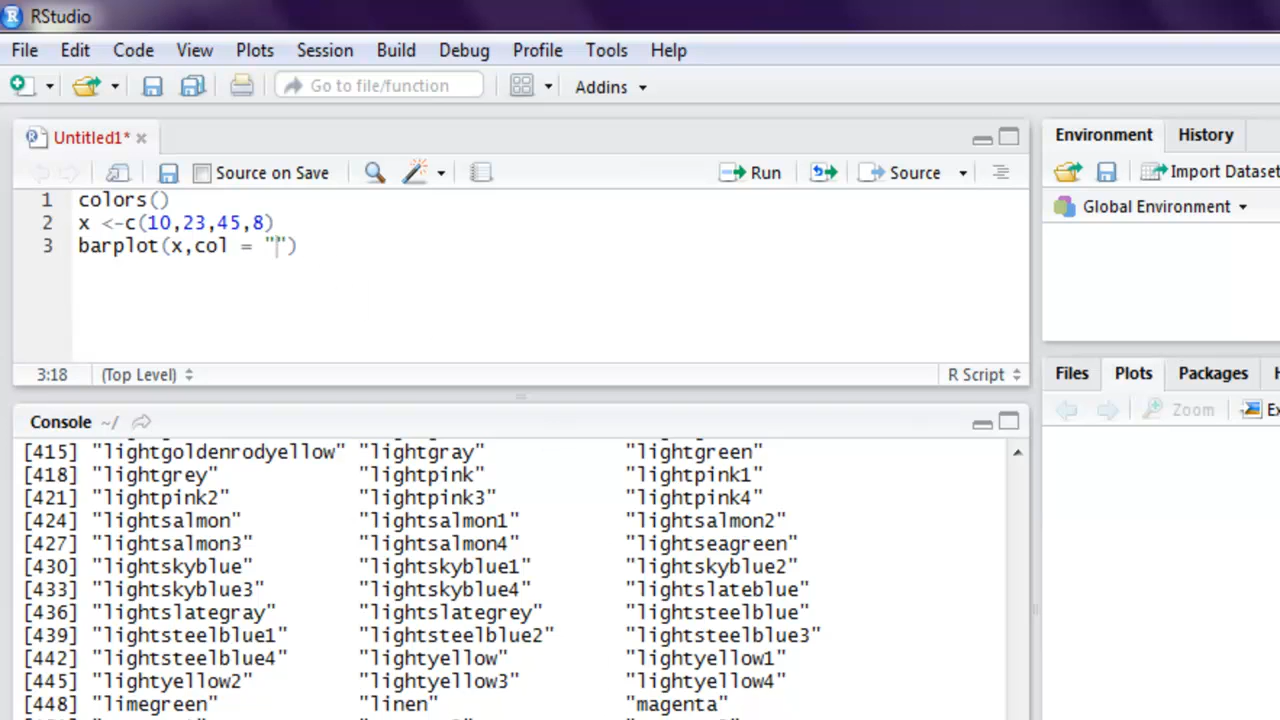 RStudio
File Edit Code View Plots Session Build Debug Profile Tools Help
Go to file/function Addins
Untitled1*
Source on Save Run Source
1 colors()
2 x <-c(10,23,45,8)
3 barplot(x,col = "")
3:18 (Top Level) R Script
Console ~/
[415] "lightgoldenrodyellow" "lightgray" "lightgreen"
[418] "lightgrey" "lightpink" "lightpink1"
[421] "lightpink2" "lightpink3" "lightpink4"
[424] "lightsalmon" "lightsalmon1" "lightsalmon2"
[427] "lightsalmon3" "lightsalmon4" "lightseagreen"
[430] "lightskyblue" "lightskyblue1" "lightskyblue2"
[433] "lightskyblue3" "lightskyblue4" "lightslateblue"
[436] "lightslategray" "lightslategrey" "lightsteelblue"
[439] "lightsteelblue1" "lightsteelblue2" "lightsteelblue3"
[442] "lightsteelblue4" "lightyellow" "lightyellow1"
[445] "lightyellow2" "lightyellow3" "lightyellow4"
[448] "limegreen" "linen" "magenta"
Environment History
Import Dataset
Global Environment
Files Plots Packages
Zoom Ex